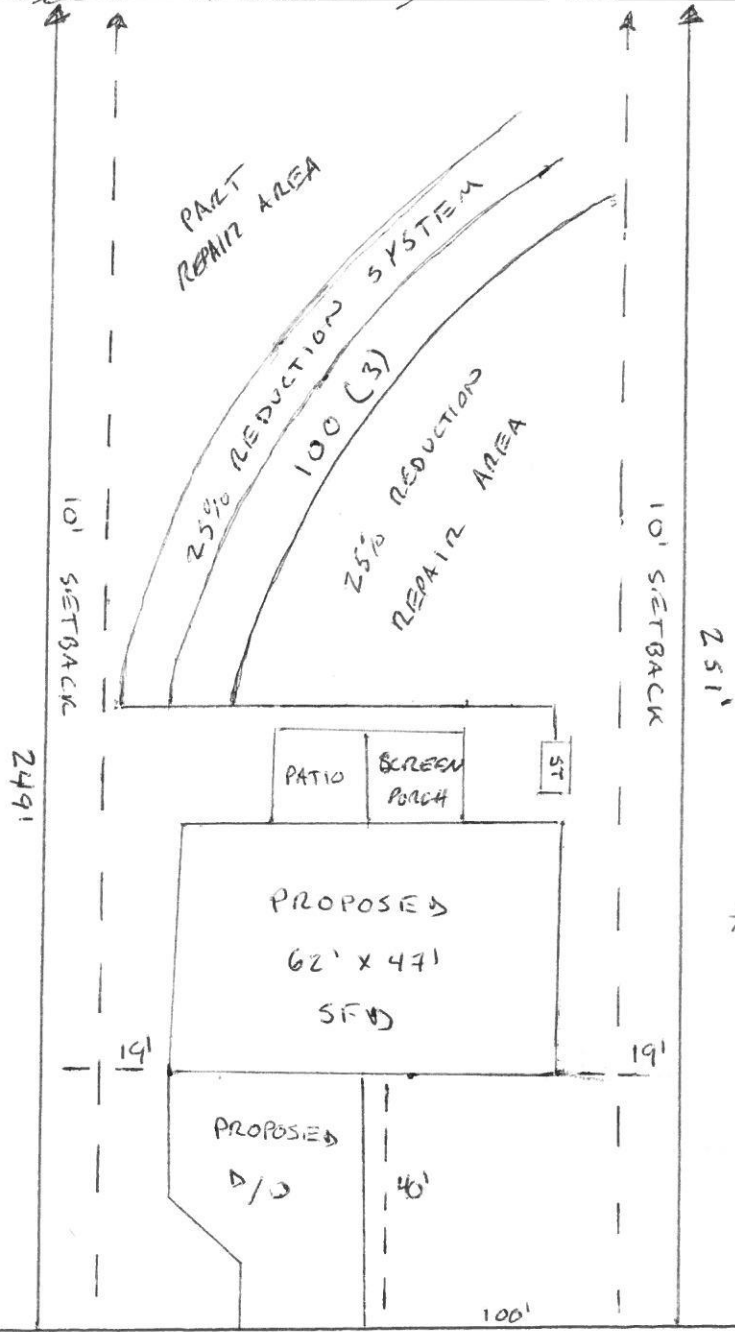 PART
REPAIR AREA
25% REDUCTION SYSTEM
100 (3)
25% REDUCTION
REPAIR AREA
10' SETBACK
10' SETBACK
251'
249'
PATIO
SCREEN
PORCH
ST
PROPOSED
62' x 47'
SFD
19'
19'
PROPOSED
D/D
40'
100'